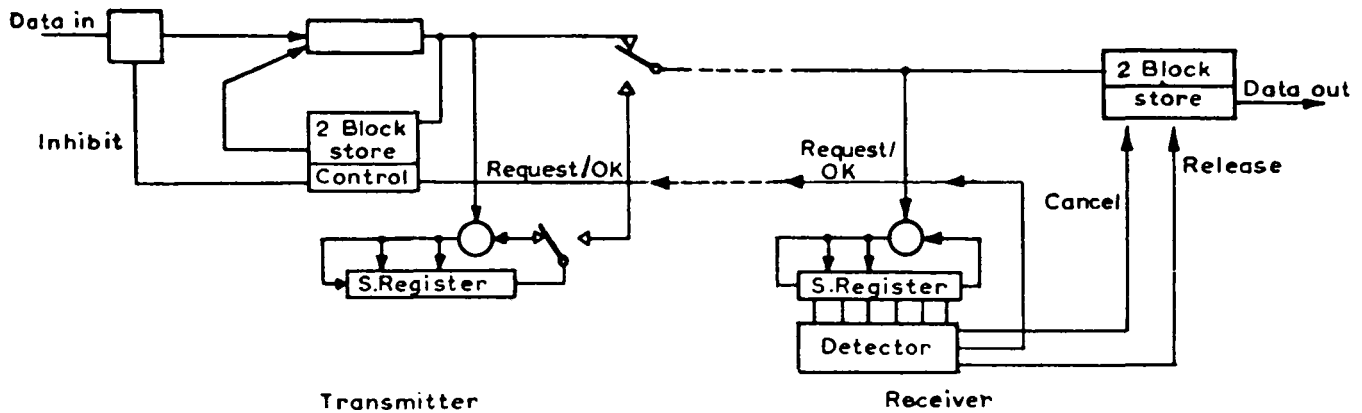 Data in
Inhibit
2 Block
store
Control
Request/OK
S.Register
Transmitter
Request/
OK
S.Register
Detector
Receiver
2 Block
store
Data out
Cancel
Release